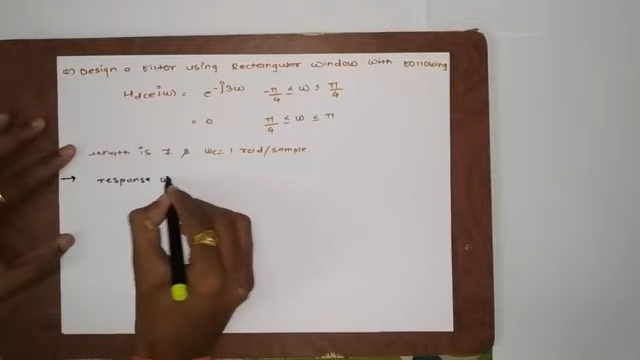 Q) Design a Filter using Rectangular window with Following
Hd(e^jω) = e^-j3ω  -π/4 ≤ ω ≤ π/4
= 0  π/4 ≤ ω ≤ π.
length is 7 & ωc = 1 rad/sample.
→ response ω